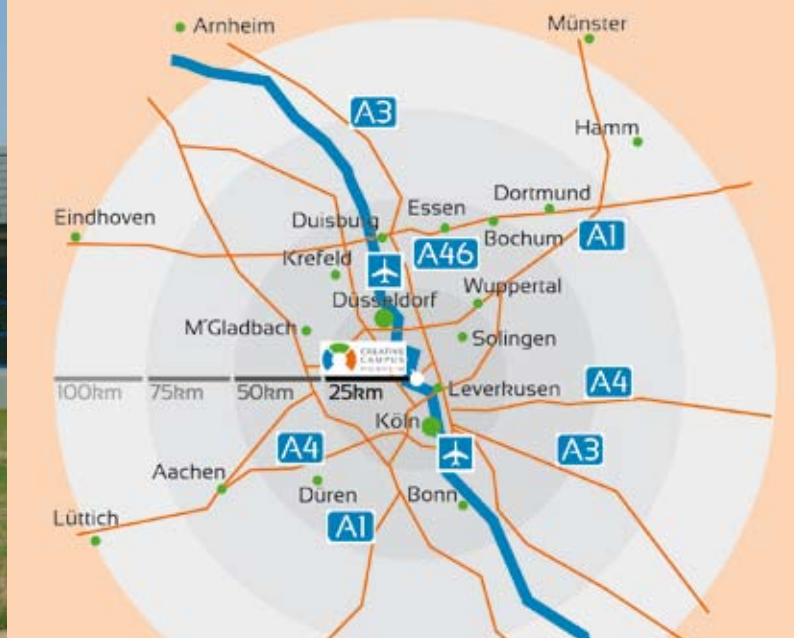 Arnheim
Münster
A3
Hamm
Dortmund
Essen
Eindhoven
Duisburg
A46
Bochum
A1
Krefeld
Wuppertal
Düsseldorf
M'Gladbach
Solingen
CREATIVE
CAMPUS
MONHEIM
100km
75km
50km
25km
Leverkusen
A4
Köln
A4
A3
Aachen
Düren
Bonn
Lüttich
A1